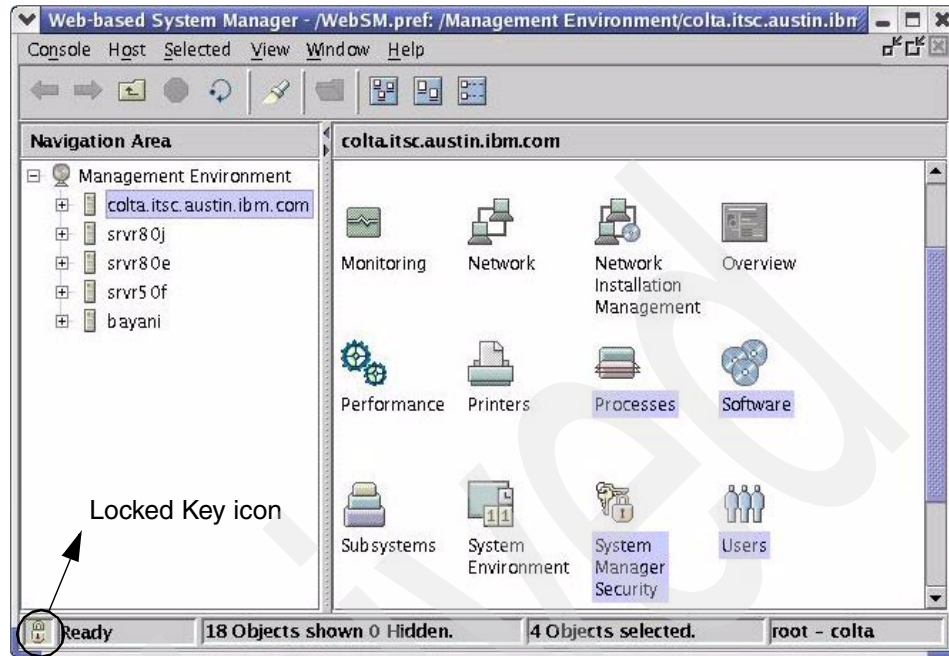 Web-based System Manager - /WebSM.pref: /Management Environment/colta.itsc.austin.ibm
Console Host Selected View Window Help
Navigation Area
colta.itsc.austin.ibm.com
Management Environment
colta.itsc.austin.ibm.com
srvr80j
srvr80e
srvr50f
bayani
Monitoring
Network
Network
Installation
Management
Overview
Performance
Printers
Processes
Software
Subsystems
System
Environment
System
Manager
Security
Users
Locked Key icon
Ready
18 Objects shown 0 Hidden.
4 Objects selected.
root - colta